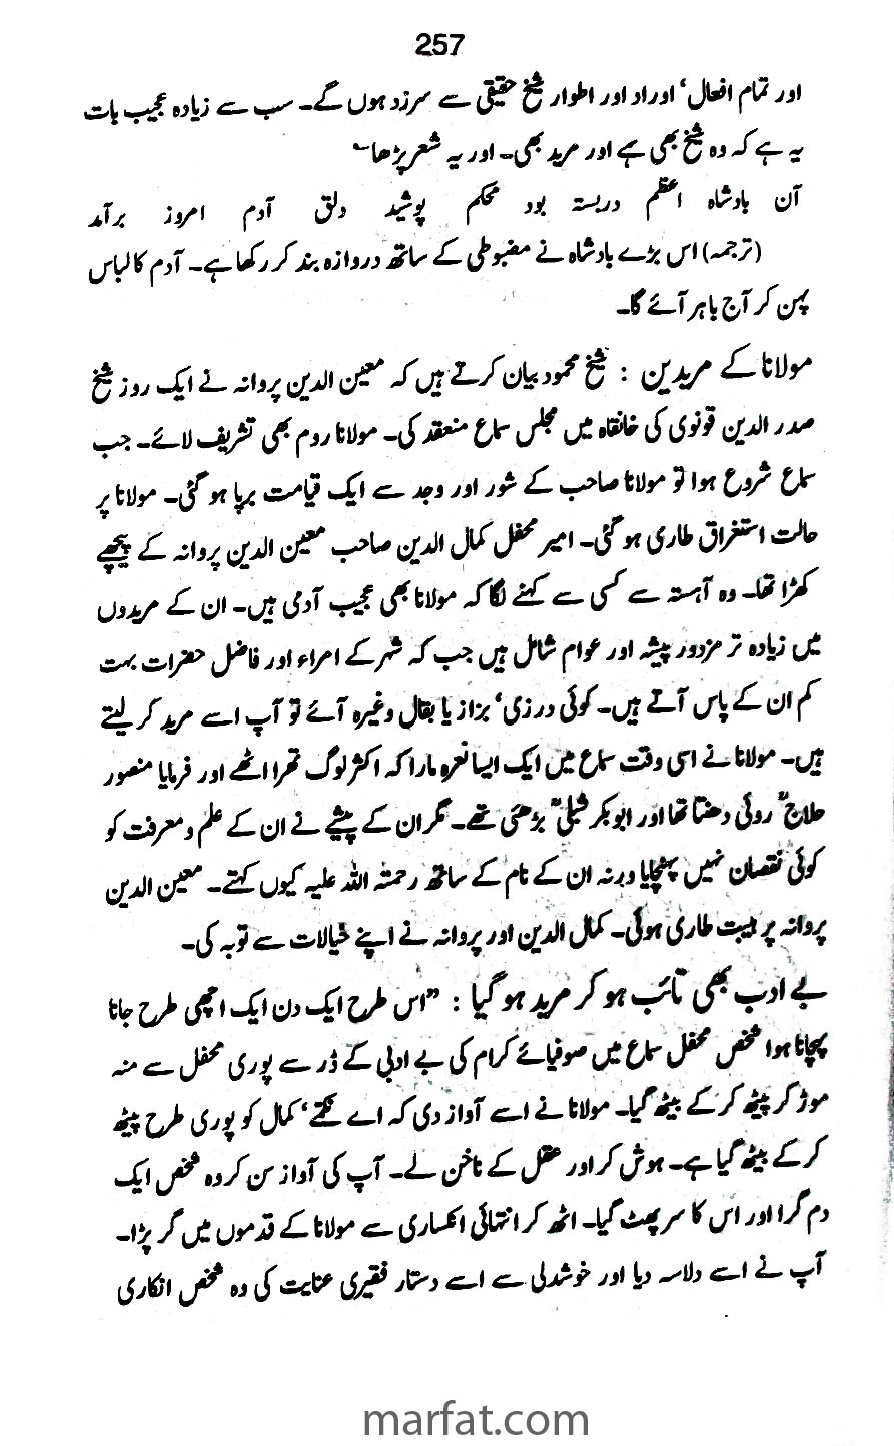 257
اور تمام افعال‘ اوراد اور اطوار شیخ حقیقی سے سرزد ہوں گے۔ سب سے زیادہ عجیب بات
یہ ہے کہ وہ شیخ بھی ہے اور مرید بھی۔ اور یہ شعر پڑھا؎
آن بادشاہ اعظم دربستہ بود محکم پوشید دلق آدم امروز برآمد
(ترجمہ) اس بڑے بادشاہ نے مضبوطی کے ساتھ دروازہ بند کر رکھا ہے۔ آدم کا لباس
پہن کر آج باہر آئے گا۔
مولانا کے مریدین : شیخ محمود بیان کرتے ہیں کہ معین الدین پروانہ نے ایک روز شیخ
صدر الدین قونوی کی خانقاہ میں مجلس سماع منعقد کی۔ مولانا روم بھی تشریف لائے۔ جب
سماع شروع ہوا تو مولانا صاحب کے شور اور وجد سے ایک قیامت برپا ہو گئی۔ مولانا پر
حالت استغراق طاری ہو گئی۔ امیر محفل کمال الدین صاحب معین الدین پروانہ کے پیچھے
کھڑا تھا۔ وہ آہستہ سے کسی سے کہنے لگا کہ مولانا بھی عجیب آدمی ہیں۔ ان کے مریدوں
میں زیادہ تر مزدور پیشہ اور عوام شامل ہیں جب کہ شہر کے امراء اور فاضل حضرات بہت
کم ان کے پاس آتے ہیں۔ کوئی درزی‘ بزاز یا بقال وغیرہ آئے تو آپ اسے مرید کر لیتے
ہیں۔ مولانا نے اسی وقت سماع میں ایک ایسا نعرہ مارا کہ اکثر لوگ تھرا اٹھے اور فرمایا منصور
حلاجؒ روئی دھنتا تھا اور ابوبکر شبلیؒ بڑھئی تھے۔ مگر ان کے پیشے نے ان کے علم و معرفت کو
کوئی نقصان نہیں پہنچایا ورنہ ان کے نام کے ساتھ رحمتہ اللہ علیہ کیوں کہتے۔ معین الدین
پروانہ پر ہیبت طاری ہوئی۔ کمال الدین اور پروانہ نے اپنے خیالات سے توبہ کی۔
بے ادب بھی تائب ہو کر مرید ہو گیا : ”اس طرح ایک دن ایک اچھی طرح جانا
پہچانا ہوا شخص محفل سماع میں صوفیائے کرام کی بے ادبی کے ڈر سے پوری محفل سے منہ
موڑ کر پیٹھ کر کے بیٹھ گیا۔ مولانا نے اسے آواز دی کہ اے نکتے‘ کمال کو پوری طرح پیٹھ
کر کے بیٹھ گیا ہے۔ ہوش کر اور عقل کے ناخن لے۔ آپ کی آواز سن کر وہ شخص ایک
دم گرا اور اس کا سر پھٹ گیا۔ اٹھ کر انتہائی انکساری سے مولانا کے قدموں میں گر پڑا۔
آپ نے اسے دلاسہ دیا اور خوشدلی سے اسے دستار فقیری عنایت کی وہ شخص انکاری
marfat.com